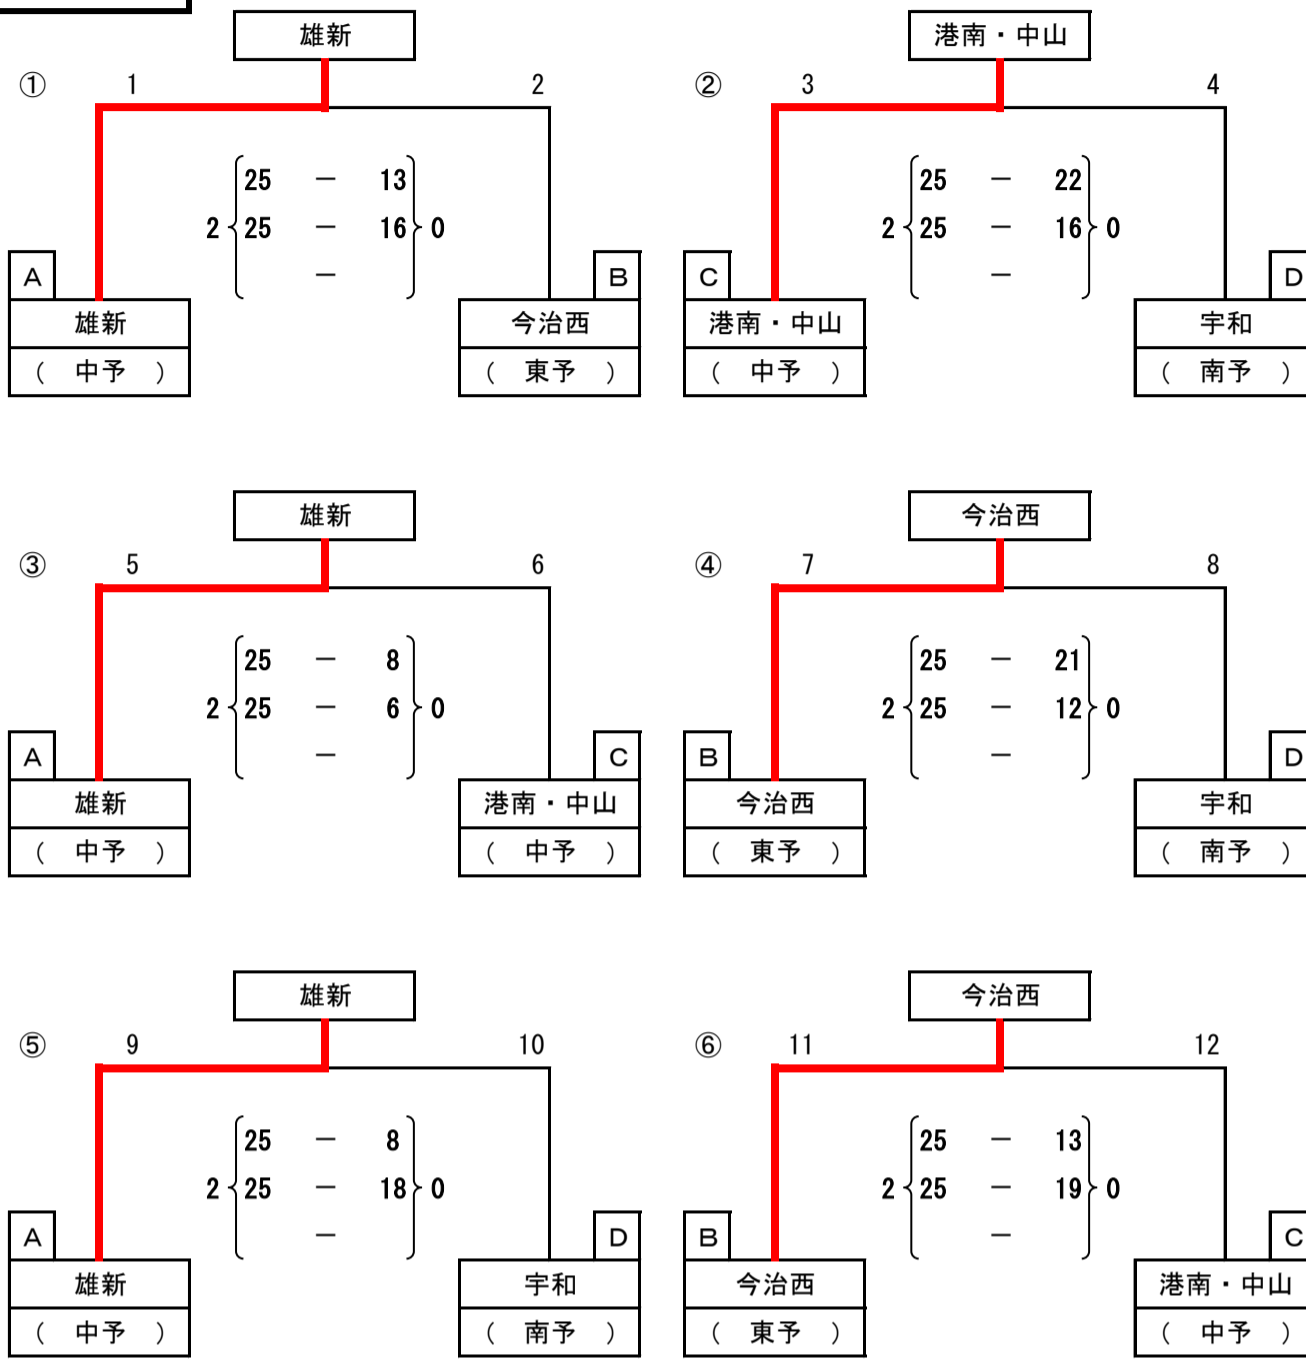 雄新
① 1 2
25 － 13
2 25 － 16 0
－
A B
雄新 今治西
( 中予 ) ( 東予 )
港南・中山
② 3 4
25 － 22
2 25 － 16 0
－
C D
港南・中山 宇和
( 中予 ) ( 南予 )
雄新
③ 5 6
25 － 8
2 25 － 6 0
－
A C
雄新 港南・中山
( 中予 ) ( 中予 )
今治西
④ 7 8
25 － 21
2 25 － 12 0
－
B D
今治西 宇和
( 東予 ) ( 南予 )
雄新
⑤ 9 10
25 － 8
2 25 － 18 0
－
A D
雄新 宇和
( 中予 ) ( 南予 )
今治西
⑥ 11 12
25 － 13
2 25 － 19 0
－
B C
今治西 港南・中山
( 東予 ) ( 中予 )